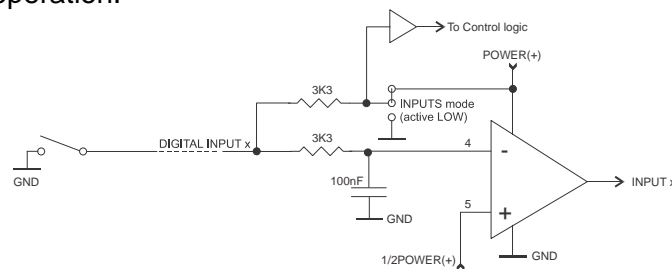 operation.
To Control logic
POWER(+)
3K3
INPUTS mode
(active LOW)
DIGITAL INPUT x
3K3
4
-
GND
100nF
INPUT x
5
+
GND
GND
1/2POWER(+)